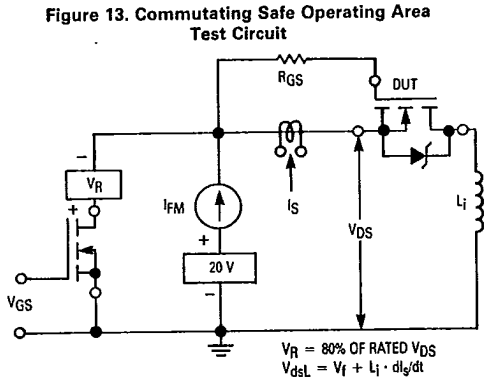 Figure 13. Commutating Safe Operating Area
Test Circuit
RGS
DUT
–
VR
+
IFM
IS
Li
VDS
+
20 V
–
VGS
VR = 80% OF RATED VDS
VdsL = Vf + Li · dIs/dt